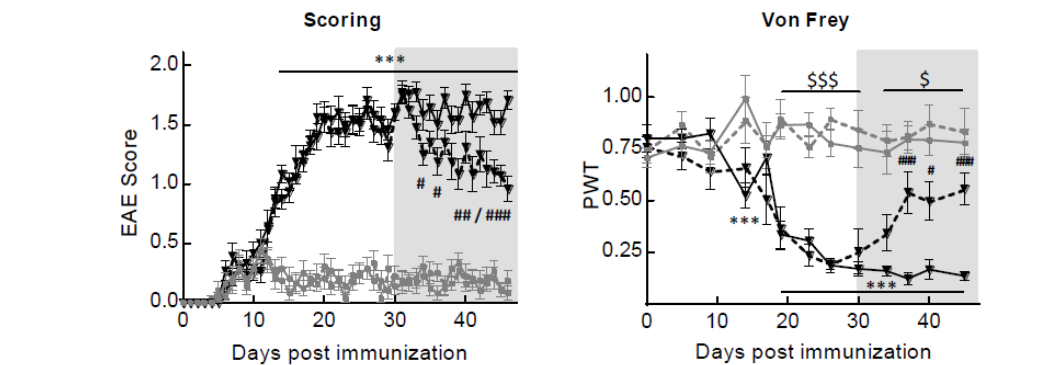 Scoring
***
2.0
1.5
1.0
0.5
0.0
EAE Score
#
#
## / ###
0 10 20 30 40
Days post immunization
Von Frey
$$$ $
1.00
0.75
0.50
0.25
PWT
### # ###
***
***
0 10 20 30 40
Days post immunization